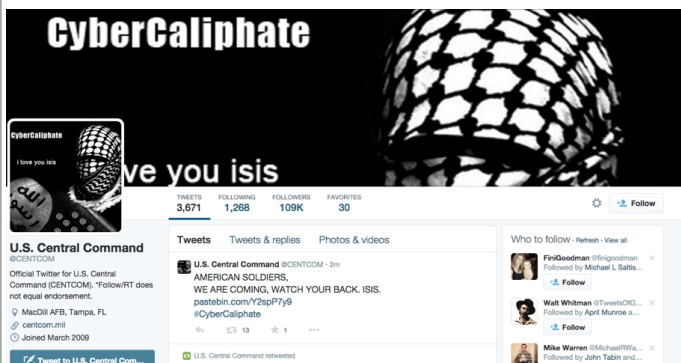 CyberCaliphate
CyberCaliphate
i love you isis
ve you isis
TWEETS
3,671
FOLLOWING
1,268
FOLLOWERS
109K
FAVORITES
30
Follow
U.S. Central Command
@CENTCOM
Official Twitter for U.S. Central
Command (CENTCOM). *Follow/RT does
not equal endorsement.
MacDill AFB, Tampa, FL
centcom.mil
Joined March 2009
Tweet to U.S. Central Com...
Tweets Tweets & replies Photos & videos
U.S. Central Command @CENTCOM · 2m
AMERICAN SOLDIERS,
WE ARE COMING, WATCH YOUR BACK. ISIS.
pastebin.com/Y2spP7y9
#CyberCaliphate
13 1
U.S. Central Command retweeted
Who to follow · Refresh · View all
FiniGoodman @finigoodman
Followed by Michael L Saltis...
Follow
Walt Whitman @TweetsOfG...
Followed by April Munroe a...
Follow
Mike Warren @MichaelRWa...
Followed by John Tabin and...